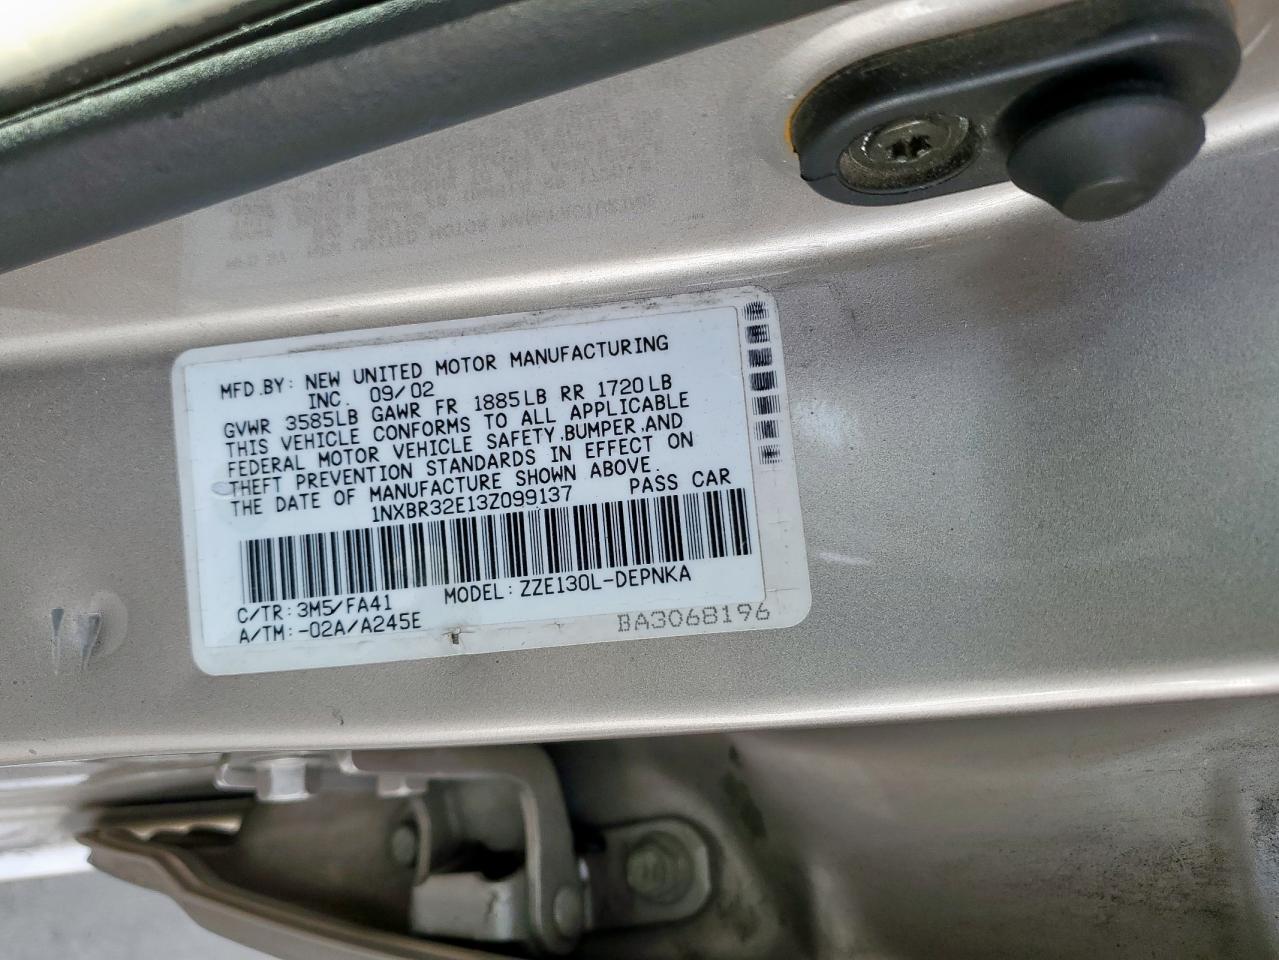 MFD.BY: NEW UNITED MOTOR MANUFACTURING
INC. 09/02
GVWR 3585LB GAWR FR 1885LB RR 1720LB
THIS VEHICLE CONFORMS TO ALL APPLICABLE
FEDERAL MOTOR VEHICLE SAFETY,BUMPER,AND
THEFT PREVENTION STANDARDS IN EFFECT ON
THE DATE OF MANUFACTURE SHOWN ABOVE.
1NXBR32E13Z099137 PASS CAR
C/TR:3M5/FA41 MODEL:ZZE130L-DEPNKA
A/TM:-02A/A245E
BA3068196